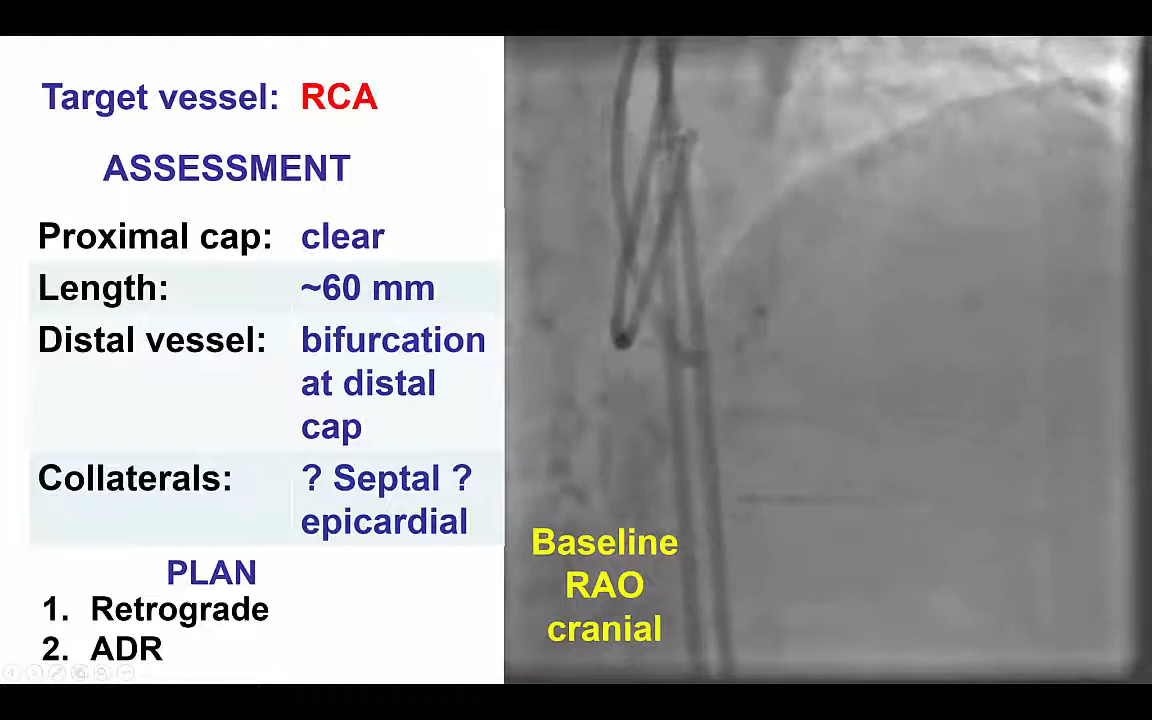 Target vessel: RCA
ASSESSMENT
Proximal cap: clear
Length: ~60 mm
Distal vessel: bifurcation
at distal
cap
Collaterals: ? Septal ?
epicardial
PLAN
1. Retrograde
2. ADR
Baseline
RAO
cranial